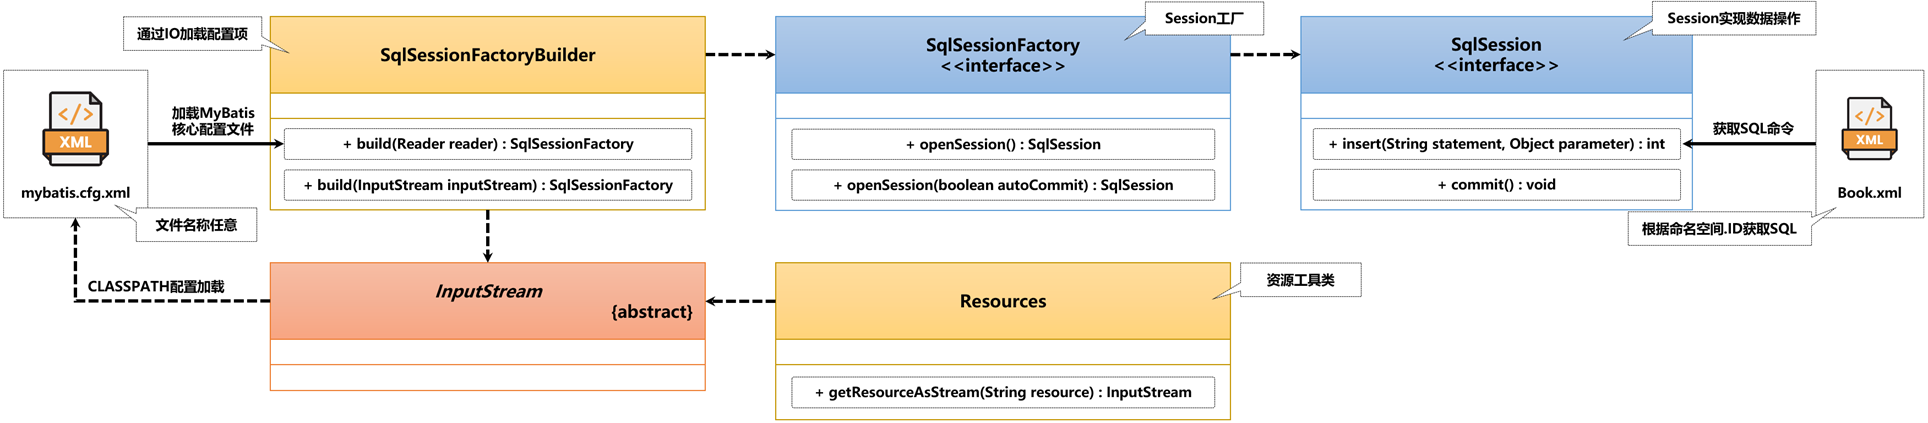 通过IO加载配置项
SqlSessionFactoryBuilder
Session工厂
SqlSessionFactory
<<interface>>
Session实现数据操作
SqlSession
<<interface>>
XML
mybatis.cfg.xml
文件名称任意
加载MyBatis
核心配置文件
+ build(Reader reader) : SqlSessionFactory
+ build(InputStream inputStream) : SqlSessionFactory
+ openSession() : SqlSession
+ openSession(boolean autoCommit) : SqlSession
+ insert(String statement, Object parameter) : int
+ commit() : void
获取SQL命令
XML
Book.xml
根据命名空间.ID获取SQL
CLASSPATH配置加载
InputStream
{abstract}
Resources
资源工具类
+ getResourceAsStream(String resource) : InputStream